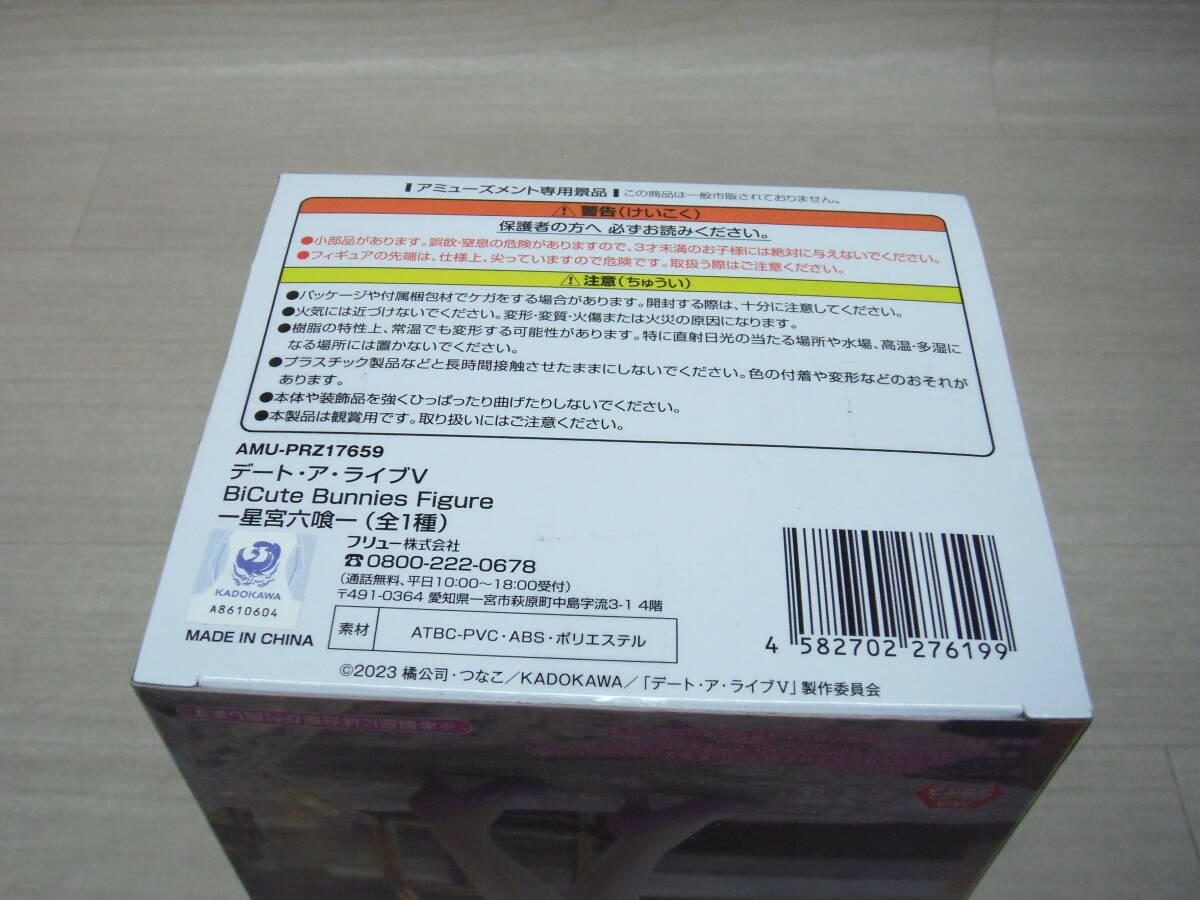 アミューズメント専用景品 この商品は一般市販されておりません。
警告(けいこく)
保護者の方へ 必ずお読みください。
●小部品があります。誤飲・窒息の危険がありますので、3才未満のお子様には絶対に与えないでください。
●フィギュアの先端は、仕様上、尖っていますので危険です。取扱う際はご注意ください。
注意(ちゅうい)
●パッケージや付属梱包材でケガをする場合があります。開封する際は、十分に注意してください。
●火気には近づけないでください。変形・変質・火傷または火災の原因になります。
●樹脂の特性上、常温でも変形する可能性があります。特に直射日光の当たる場所や水場、高温・多湿に
なる場所には置かないでください。
●プラスチック製品などと長時間接触させたままにしないでください。色の付着や変形などのおそれが
あります。
●本体や装飾品を強くひっぱったり曲げたりしないでください。
●本製品は観賞用です。取り扱いにはご注意ください。
AMU-PRZ17659
デート・ア・ライブV
BiCute Bunnies Figure
ー星宮六喰ー(全1種)
フリュー株式会社
☎0800-222-0678
(通話無料、平日10:00〜18:00受付)
〒491-0364 愛知県一宮市萩原町中島字流3-1 4階
KADOKAWA
A8610604
MADE IN CHINA
素材 ATBC-PVC・ABS・ポリエステル
4 582702 276199
©2023 橘公司・つなこ/KADOKAWA/「デート・ア・ライブV」製作委員会
※本製品には台座が付属します